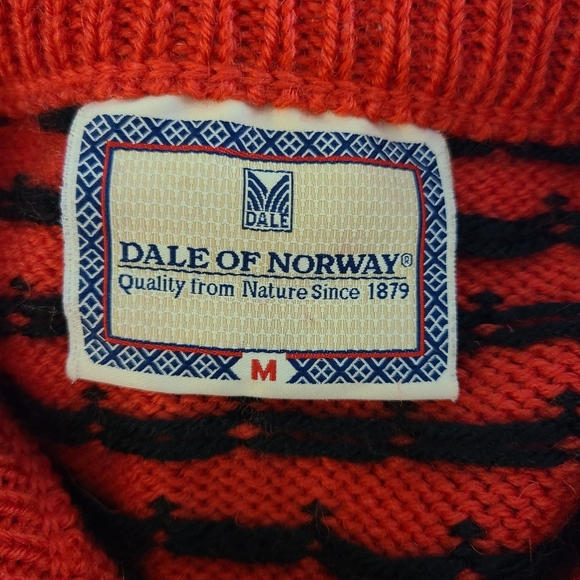 DALE
DALE OF NORWAY®
Quality from Nature Since 1879
M